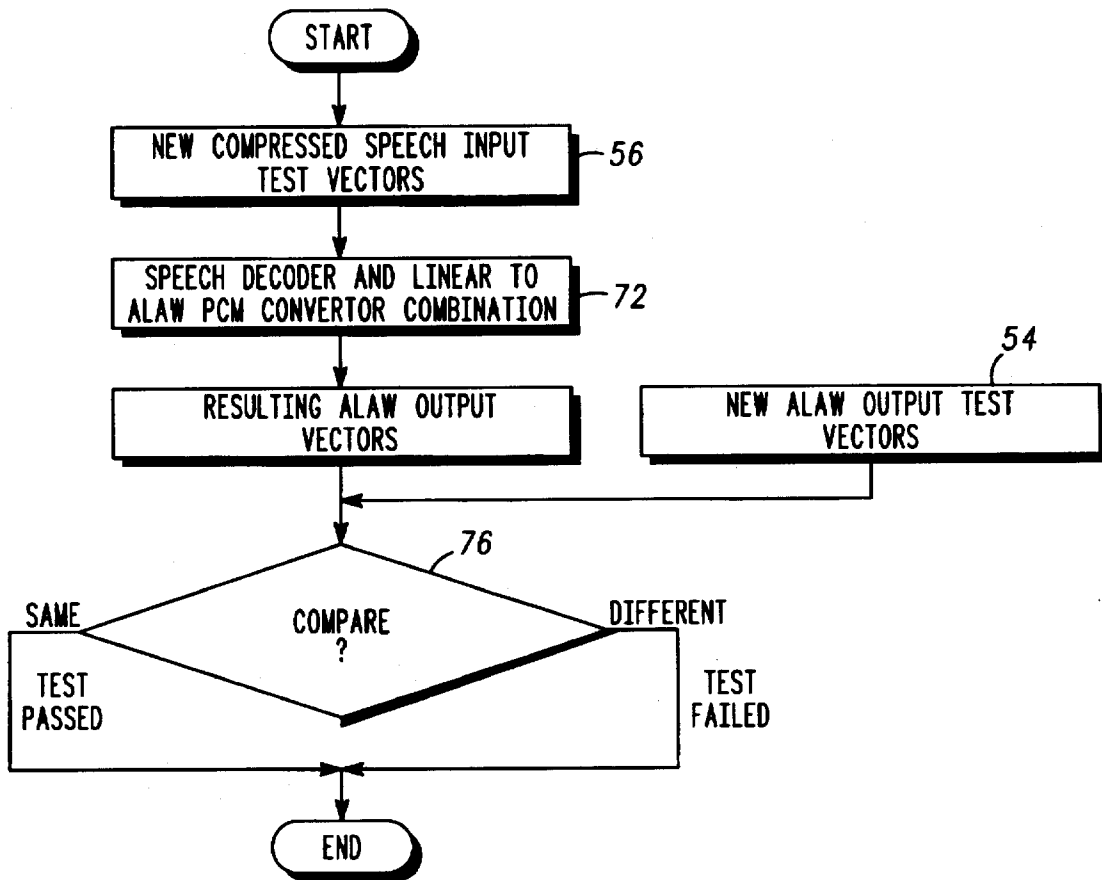 START
NEW COMPRESSED SPEECH INPUT
TEST VECTORS
56
SPEECH DECODER AND LINEAR TO
ALAW PCM CONVERTOR COMBINATION
72
RESULTING ALAW OUTPUT
VECTORS
54
NEW ALAW OUTPUT TEST
VECTORS
76
SAME
COMPARE
?
DIFFERENT
TEST
PASSED
TEST
FAILED
END